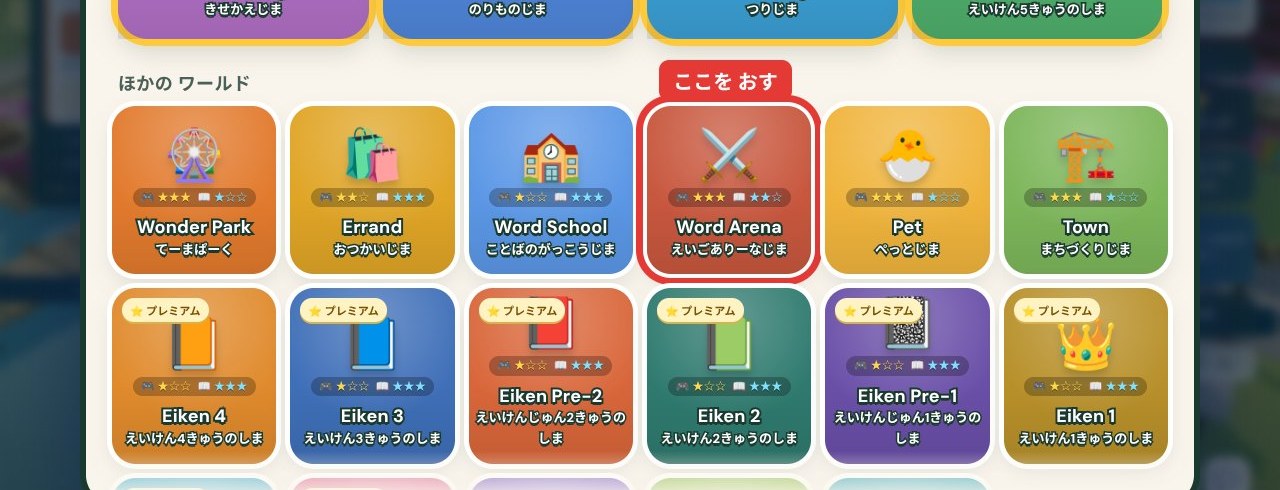 きせかえじま
のりものじま
つりじま
えいけん5きゅうのしま
ほかの ワールド
ここを おす
🎮 ★★★ 📖 ★☆☆
Wonder Park
てーまぱーく
🎮 ★★☆ 📖 ★★★
Errand
おつかいじま
🎮 ★☆☆ 📖 ★★★
Word School
ことばのがっこうじま
🎮 ★★★ 📖 ★★☆
Word Arena
えいごありーなじま
🎮 ★★★ 📖 ★☆☆
Pet
ぺっとじま
🎮 ★★★ 📖 ★☆☆
Town
まちづくりじま
⭐ プレミアム
🎮 ★☆☆ 📖 ★★★
Eiken 4
えいけん4きゅうのしま
⭐ プレミアム
🎮 ★☆☆ 📖 ★★★
Eiken 3
えいけん3きゅうのしま
⭐ プレミアム
🎮 ★☆☆ 📖 ★★★
Eiken Pre-2
えいけんじゅん2きゅうの
しま
⭐ プレミアム
🎮 ★☆☆ 📖 ★★★
Eiken 2
えいけん2きゅうのしま
⭐ プレミアム
🎮 ★☆☆ 📖 ★★★
Eiken Pre-1
えいけんじゅん1きゅうの
しま
⭐ プレミアム
🎮 ★☆☆ 📖 ★★★
Eiken 1
えいけん1きゅうのしま